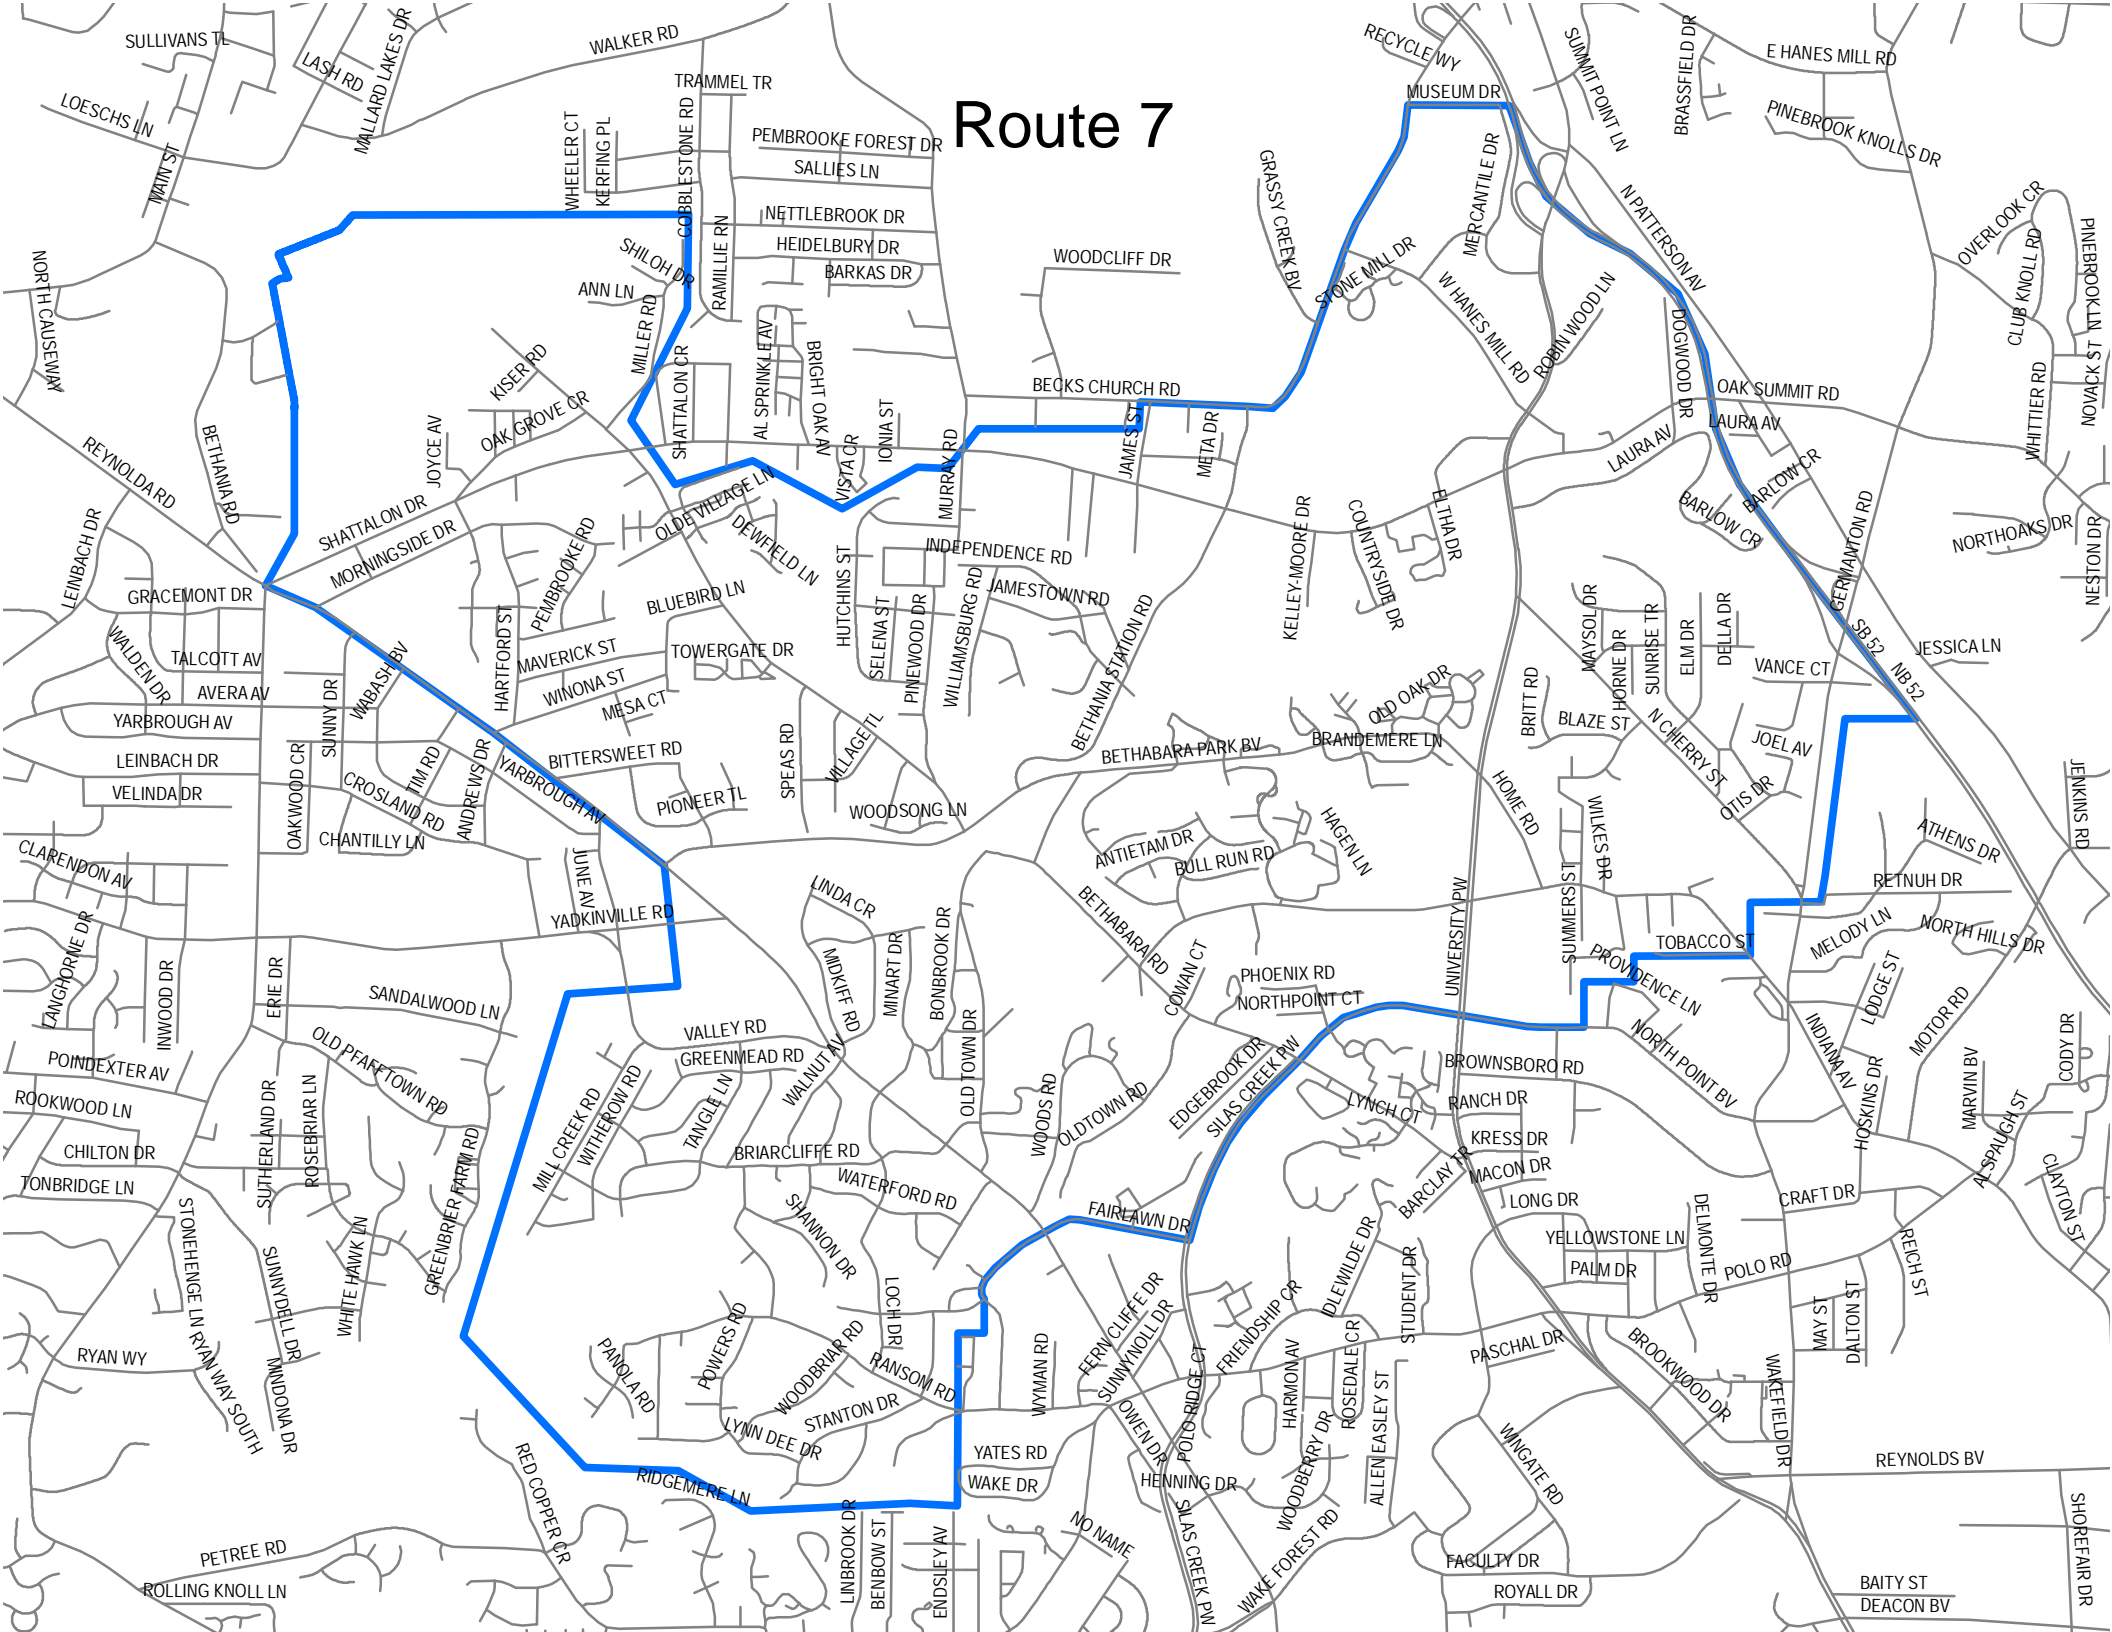 SULLIVANS TL
LASH RD
MALLARD LAKES DR
LOESCHS LN
MAIN ST
WALKER RD
TRAMMEL TR
WHEELER CT
KERFING PL
COBBLESTONE RD
PEMBROOKE FOREST DR
SALLIES LN
Route 7
RECYCLE WY
MUSEUM DR
SUMMIT POINT LN
BRASSFIELD DR
E HANES MILL RD
PINEBROOK KNOLLS DR
GRASSY CREEK BV
MERCANTILE DR
N PATTERSON AV
OVERLOOK CR
CLUB KNOLL RD
PINEBROOK LN
NETTLEBROOK DR
HEIDELBURY DR
BARKAS DR
RAMILLIE RN
SHILOH DR
ANN LN
MILLER RD
WOODCLIFF DR
STONE MILL DR
W HANES MILL RD
ROBIN WOOD LN
DOGWOOD DR
NORTH CAUSEWAY
KISER RD
OAK GROVE CR
SHATTALON CR
AL SPRINKLE AV
BRIGHT OAK AV
VISTA CR
IONIA ST
MURRAY RD
BECKS CHURCH RD
JAMES ST
META DR
OAK SUMMIT RD
LAURA AV
LAURA AV
WHITTIER RD
NOVACK ST
REYNOLDA RD
BETHANIA RD
JOYCE AV
SHATTALON DR
MORNINGSIDE DR
LEINBACH DR
GRACEMONT DR
WALDEN DR
TALCOTT AV
AVERA AV
YARBROUGH AV
LEINBACH DR
VELINDA DR
SUNNY DR
WABASH BV
HARTFORD ST
PEMBROOKE RD
OLDE VILLAGE LN
DEWFIELD LN
BLUEBIRD LN
MAVERICK ST
TOWERGATE DR
WINONA ST
MESA CT
HUTCHINS ST
SELENA ST
PINEWOOD DR
WILLIAMSBURG RD
INDEPENDENCE RD
JAMESTOWN RD
BETHANIA STATION RD
KELLEY-MOORE DR
COUNTRYSIDE DR
ELTHA DR
BARLOW CR
BARLOW CR
GERMANTON RD
NORTHOAKS DR
NESTON DR
MAYSOL DR
HORNE DR
SUNRISE TR
ELM DR
DELLA DR
SB 52
NB 52
JESSICA LN
VANCE CT
BRITT RD
BLAZE ST
N CHERRY ST
JOEL AV
OTIS DR
OLD OAK DR
BRANDEMERE LN
BETHABARA PARK BV
HOME RD
JENKINS RD
OAKWOOD CR
CROSLAND RD
TIM RD
CHANTILLY LN
ANDREWS DR
YARBROUGH AV
BITTERSWEET RD
PIONEER TL
SPEAS RD
VILLAGE TL
WOODSONG LN
ANTIETAM DR
BULL RUN RD
HAGEN LN
WILKES DR
SUMMERS ST
ATHENS DR
RETNUH DR
CLARENDON AV
LANGHORNE DR
JUNE AV
YADKINVILLE RD
LINDA CR
MIDKIFF RD
MINART DR
BONBROOK DR
OLD TOWN DR
BETHABARA RD
COWAN CT
PHOENIX RD
NORTHPOINT CT
UNIVERSITY PW
TOBACCO ST
PROVIDENCE LN
MELODY LN
NORTH HILLS DR
LODGE ST
MOTOR RD
INDIANA AV
NORTH POINT BV
INWOOD DR
ERIE DR
SANDALWOOD LN
OLD PFAFFTOWN RD
POINDEXTER AV
ROOKWOOD LN
CHILTON DR
TONBRIDGE LN
SUTHERLAND DR
ROSEBRIAR LN
GREENBRIER FARM RD
MILL CREEK RD
WITHEROW RD
VALLEY RD
GREENMEAD RD
TANGLE LN
WALNUT AV
BRIARCLIFFE RD
WATERFORD RD
SHANNON DR
WOODS RD
OLDTOWN RD
EDGEBROOK DR
SILAS CREEK PW
LYNCH CT
BROWNSBORO RD
RANCH DR
KRESS DR
MACON DR
BARCLAY TR
LONG DR
HOSKINS DR
MARVIN BV
CODY DR
ALSPAUGH ST
CLAYTON ST
CRAFT DR
STONEHENGE LN
SUNNYDELL DR
WHITE HAWK LN
FAIRLAWN DR
IDLEWILDE DR
STUDENT DR
YELLOWSTONE LN
PALM DR
DELMONTE DR
POLO RD
REICH ST
RYAN WY
RYAN WAY SOUTH
MINDONA DR
PANOLA RD
POWERS RD
WOODBRIAR RD
LOCH DR
RANSOM RD
LYNN DEE DR
STANTON DR
WYMAN RD
FERN CLIFFE DR
SUNNYNOLL DR
POLO RIDGE CT
FRIENDSHIP CR
HARMON AV
ROSEDALE CR
PASCHAL DR
BROOKWOOD DR
WAKEFIELD DR
MAY ST
DALTON ST
RED COPPER CR
RIDGEMERE LN
YATES RD
WAKE DR
OWEN DR
HENNING DR
WOODBERRY DR
ALLEN EASLEY ST
WINGATE RD
REYNOLDS BV
SHOREFAIR DR
PETREE RD
ROLLING KNOLL LN
LINBROOK DR
BENBOW ST
ENDSLEY AV
NO NAME
SILAS CREEK PW
WAKE FOREST RD
FACULTY DR
ROYALL DR
BAITY ST
DEACON BV